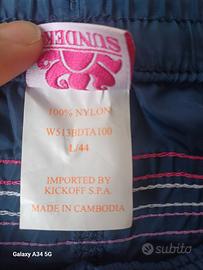 SUNDEK
100% NYLON
W513BDTA100
L/44
IMPORTED BY
KICKOFF S.P.A.
MADE IN CAMBODIA
Galaxy A34 5G
subito